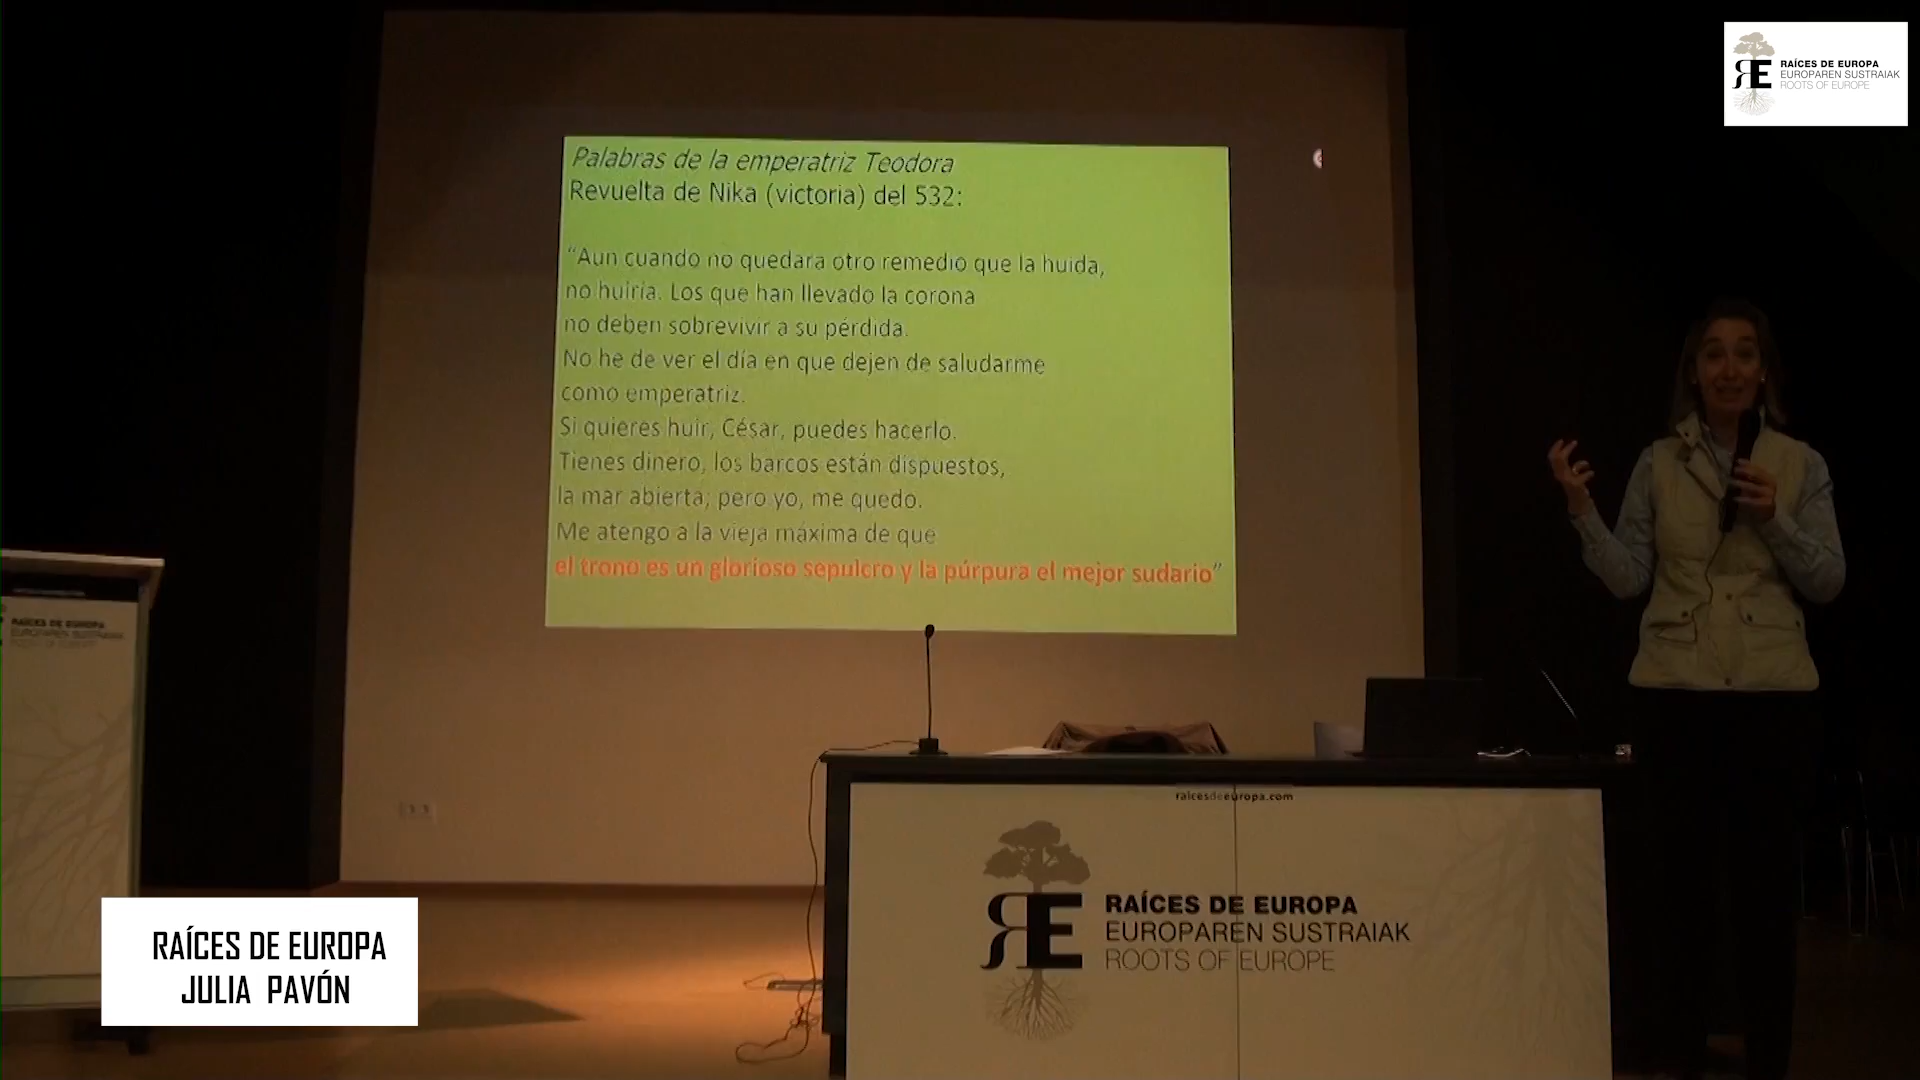 RAÍCES DE EUROPA
EUROPAREN SUSTRAIAK
ROOTS OF EUROPE
Palabras de la emperatriz Teodora
Revuelta de Nika (victoria) del 532:
“Aun cuando no quedara otro remedio que la huida,
no huiría. Los que han llevado la corona
no deben sobrevivir a su pérdida.
No he de ver el día en que dejen de saludarme
como emperatriz.
Si quieres huir, César, puedes hacerlo.
Tienes dinero, los barcos están dispuestos,
la mar abierta; pero yo, me quedo.
Me atengo a la vieja máxima de que
el trono es un glorioso sepulcro y la púrpura el mejor sudario”
RAÍCES DE EUROPA
EUROPAREN SUSTRAIAK
ROOTS OF EUROPE
raicesdeeuropa.com
RE
RAÍCES DE EUROPA
EUROPAREN SUSTRAIAK
ROOTS OF EUROPE
RAÍCES DE EUROPA
JULIA PAVÓN